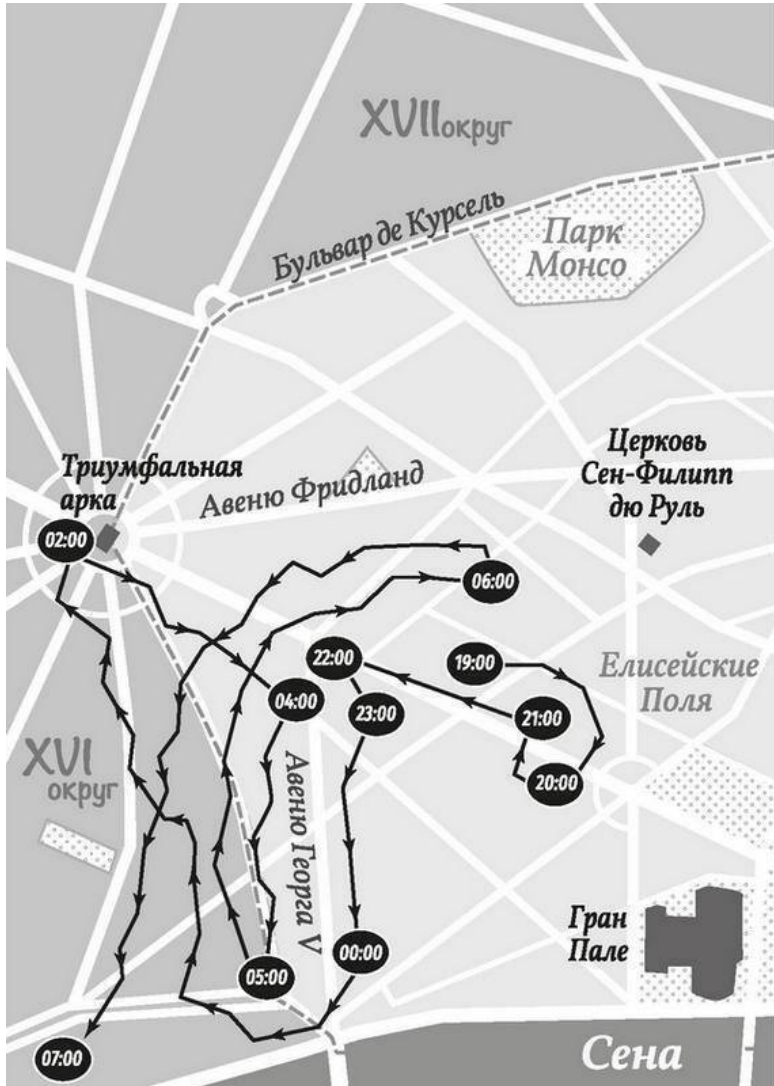 XVII округ
Бульвар де Курсель
Парк
Монсо
Триумфальная
арка
Авеню Фридланд
Церковь
Сен-Филипп
дю Руль
02:00
06:00
22:00
19:00
Елисейские
Поля
04:00
23:00
21:00
XVI
округ
20:00
Авеню Георга V
Гран
Пале
00:00
05:00
07:00
Сена